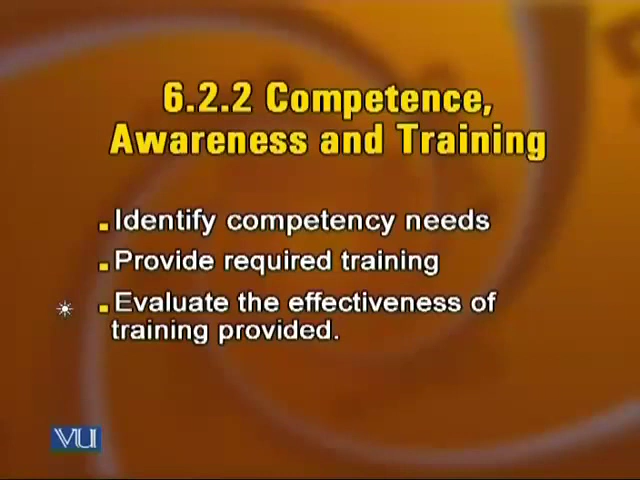 6.2.2 Competence,
Awareness and Training
Identify competency needs
Provide required training
Evaluate the effectiveness of
training provided.
VU